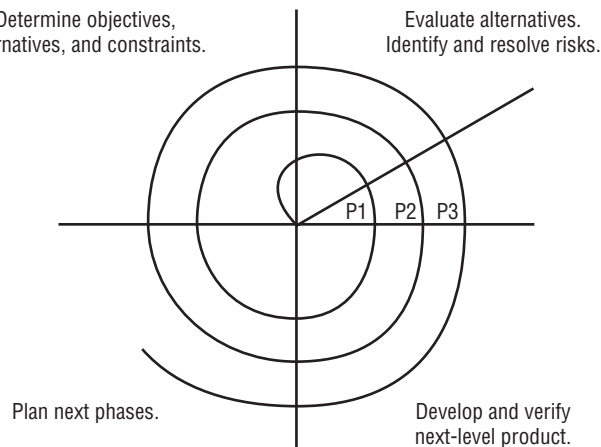 Determine objectives,
rnatives, and constraints.
Evaluate alternatives.
Identify and resolve risks.
P1 P2 P3
Plan next phases.
Develop and verify
next-level product.